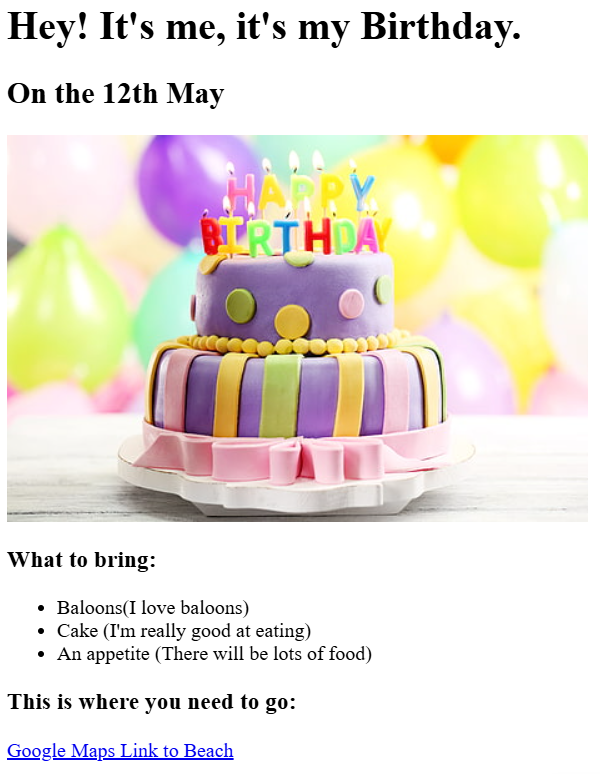 Hey! It's me, it's my Birthday.
On the 12th May
HAPPY
BIRTHDAY
What to bring:
Baloons(I love baloons)
Cake (I'm really good at eating)
An appetite (There will be lots of food)
This is where you need to go:
Google Maps Link to Beach